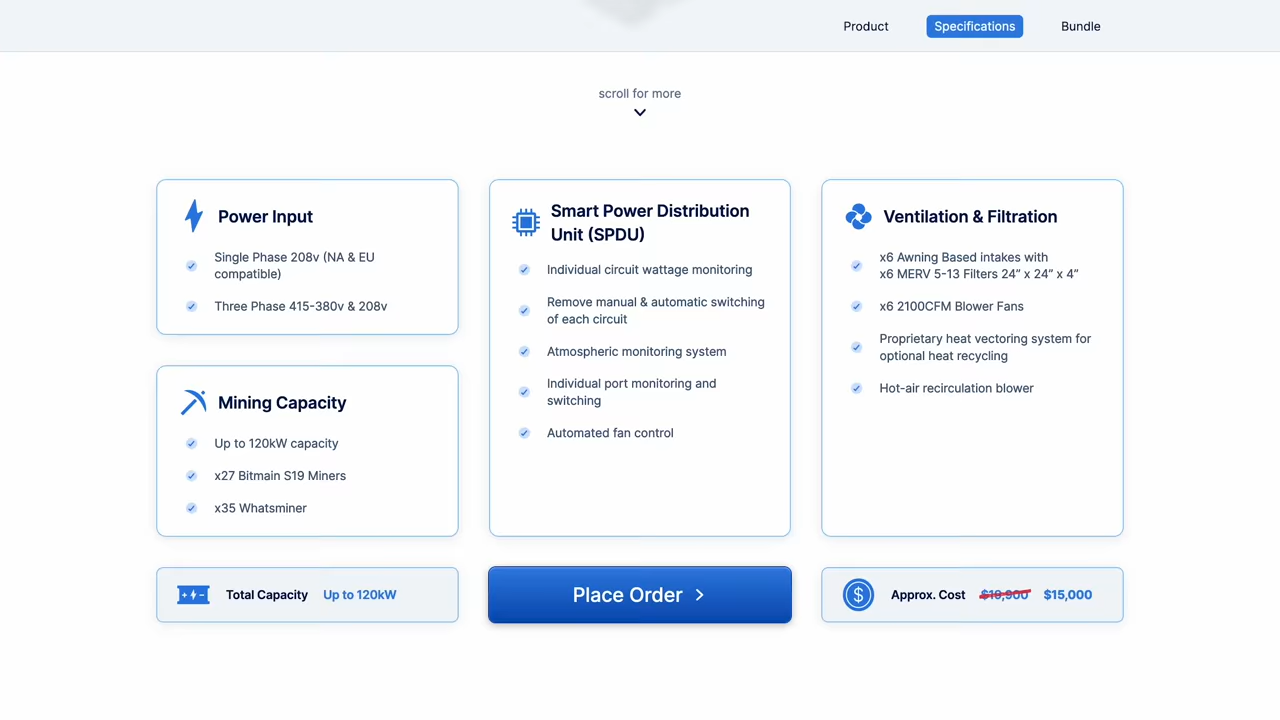 Product
Specifications
Bundle
scroll for more
Power Input
Single Phase 208v (NA & EU
compatible)
Three Phase 415-380v & 208v
Mining Capacity
Up to 120kW capacity
x27 Bitmain S19 Miners
x35 Whatsminer
Smart Power Distribution
Unit (SPDU)
Individual circuit wattage monitoring
Remove manual & automatic switching
of each circuit
Atmospheric monitoring system
Individual port monitoring and
switching
Automated fan control
Ventilation & Filtration
x6 Awning Based intakes with
x6 MERV 5-13 Filters 24” x 24” x 4”
x6 2100CFM Blower Fans
Proprietary heat vectoring system for
optional heat recycling
Hot-air recirculation blower
Total Capacity Up to 120kW
Place Order
Approx. Cost $19,900 $15,000